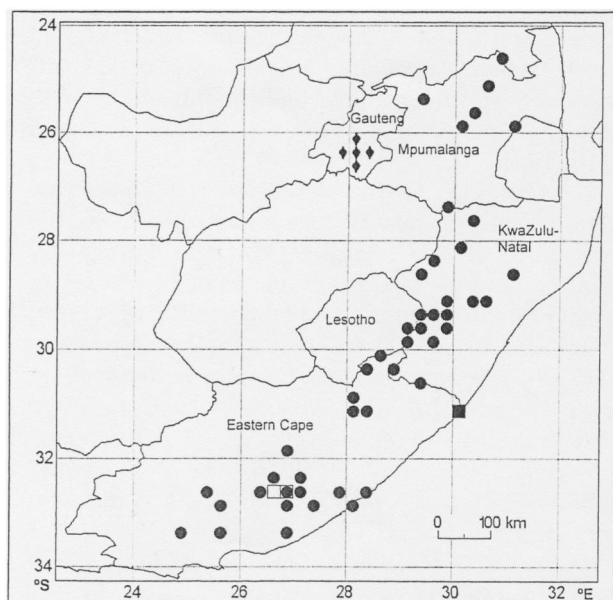 24
Gauteng
26
Mpumalanga
28
KwaZulu-
Natal
Lesotho
30
Eastern Cape
32
0 100 km
34
°S
24 26 28 30 32 °E